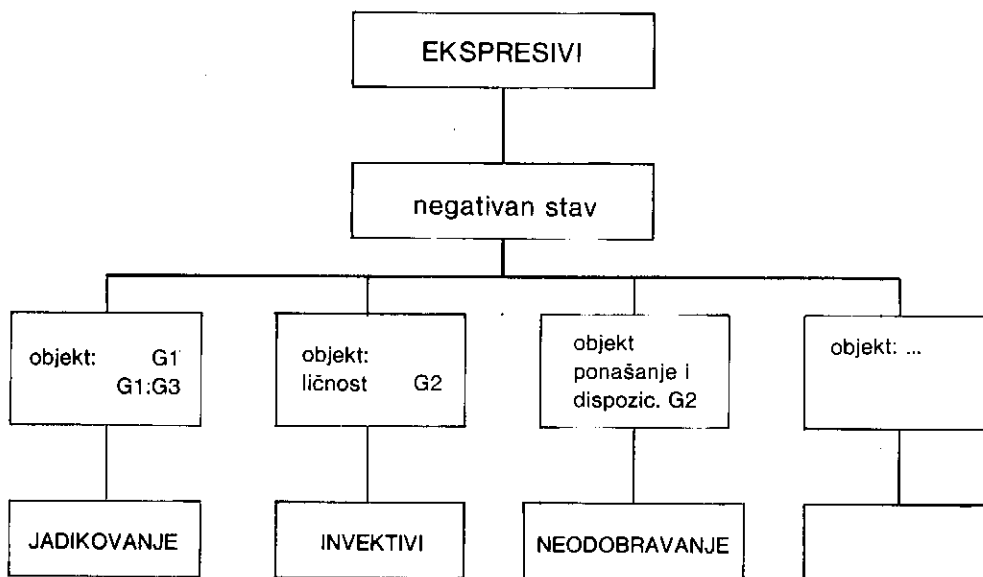 EKSPRESIVI
negativan stav
objekt: G1
G1:G3
objekt:
ličnost G2
objekt
ponašanje i
dispozic. G2
objekt: ...
JADIKOVANJE
INVEKTIVI
NEODOBRAVANJE